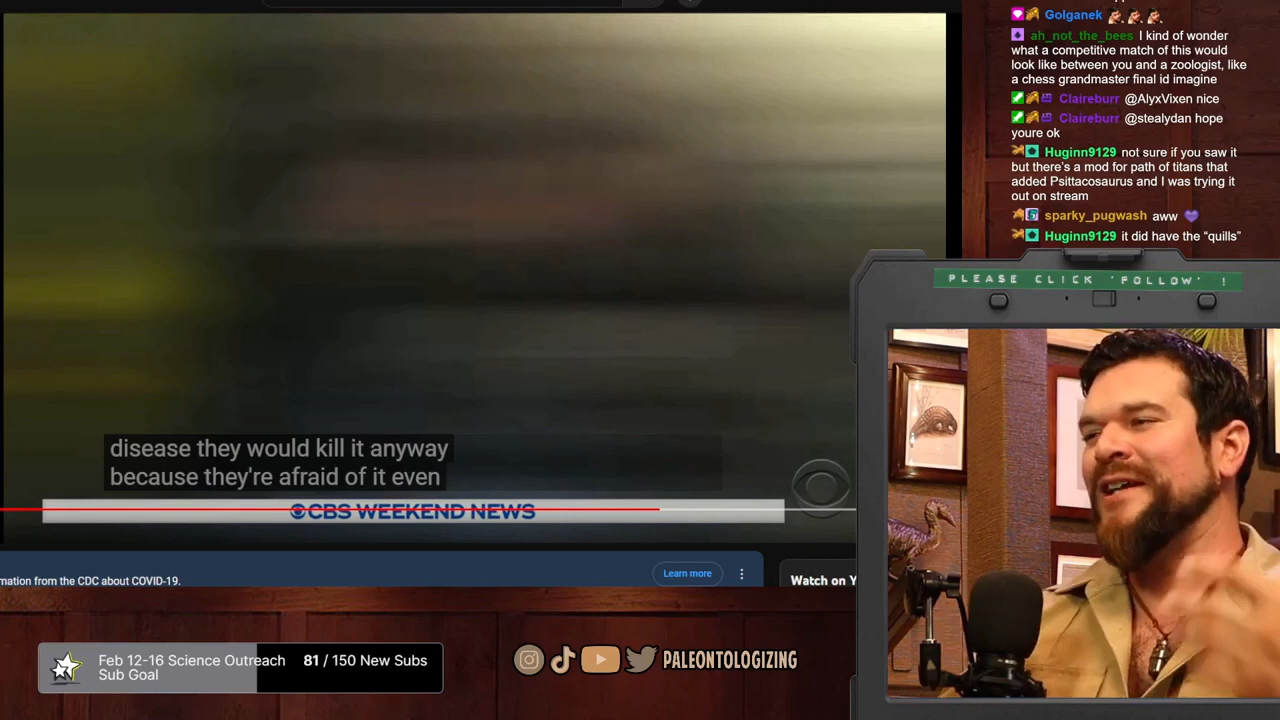 Golganek
ah_not_the_bees I kind of wonder
what a competitive match of this would
look like between you and a zoologist, like
a chess grandmaster final id imagine
Claireburr @AlyxVixen nice
Claireburr @stealydan hope
youre ok
Huginn9129 not sure if you saw it
but there's a mod for path of titans that
added Psittacosaurus and I was trying it
out on stream
sparky_pugwash aww
Huginn9129 it did have the “quills”
PLEASE CLICK 'FOLLOW' !
disease they would kill it anyway
because they're afraid of it even
CBS WEEKEND NEWS
mation from the CDC about COVID-19.
Learn more
Watch on Y
Feb 12-16 Science Outreach
Sub Goal
81 / 150 New Subs
PALEONTOLOGIZING